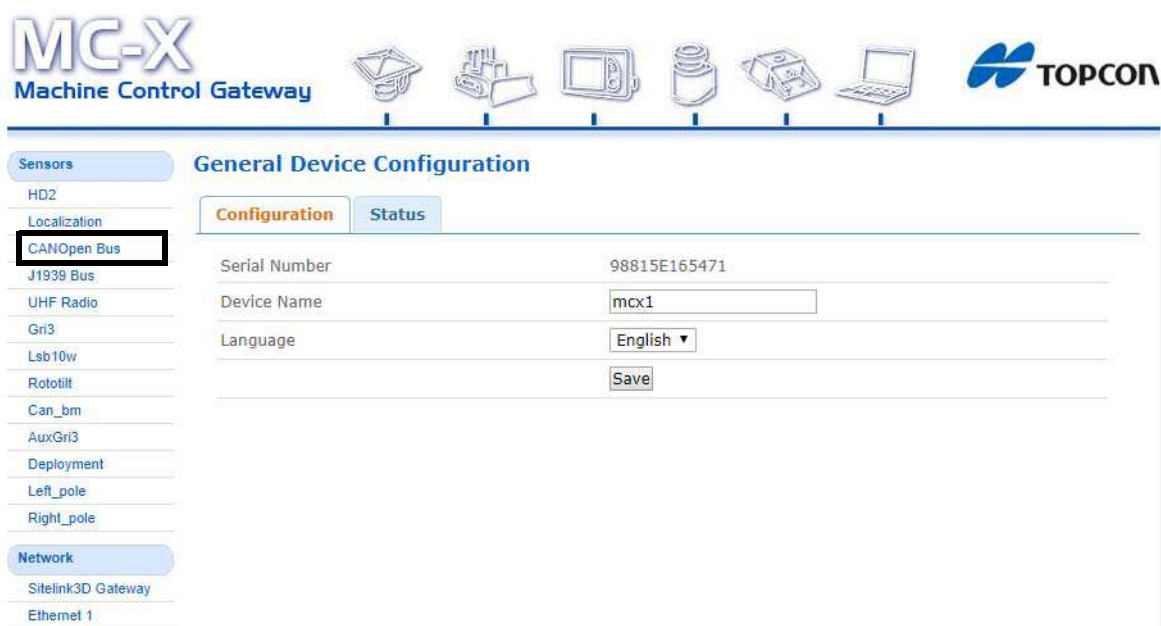 MC-X
Machine Control Gateway
TOPCON
Sensors
HD2
Localization
CANOpen Bus
J1939 Bus
UHF Radio
Gri3
Lsb10w
Rototilt
Can_bm
AuxGri3
Deployment
Left_pole
Right_pole
Network
Sitelink3D Gateway
Ethernet 1
General Device Configuration
Configuration Status
Serial Number 98815E165471
Device Name mcx1
Language English ▼
Save